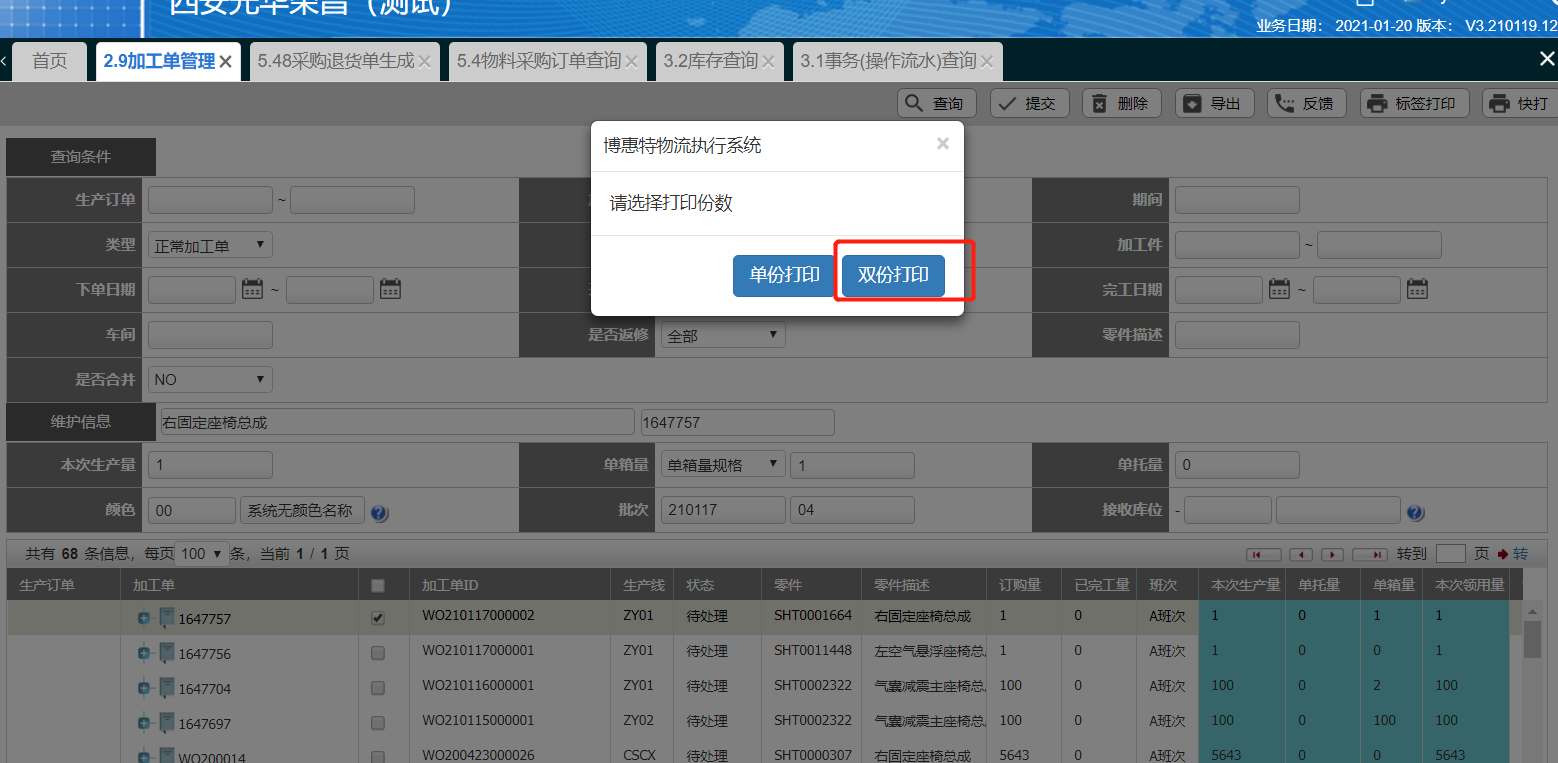 西安光华荣昌（测试）
业务日期： 2021-01-20 版本： V3.210119.12
首页 2.9加工单管理 5.48采购退货单生成 5.4物料采购订单查询 3.2库存查询 3.1事务(操作流水)查询
查询 提交 删除 导出 反馈 标签打印 快打
博惠特物流执行系统 ×
请选择打印份数
单份打印 双份打印
查询条件
生产订单 ~ 期间
类型 正常加工单 加工件 ~
下单日期 ~ 完工日期 ~
车间 是否返修 全部 零件描述
是否合并 NO
维护信息 右固定座椅总成 1647757
本次生产量 1 单箱量 单箱量规格 1 单托量 0
颜色 00 系统无颜色名称 批次 210117 04 接收库位 -
共有 68 条信息, 每页 100 条, 当前 1 / 1 页 转到 页 转
生产订单 加工单 加工单ID 生产线 状态 零件 零件描述 订购量 已完工量 班次 本次生产量 单托量 单箱量 本次领用量
1647757 WO210117000002 ZY01 待处理 SHT0001664 右固定座椅总成 1 0 A班次 1 0 1 1
1647756 WO210117000001 ZY01 待处理 SHT0011448 左空气悬浮座椅总 1 0 A班次 1 0 0 1
1647704 WO210116000001 ZY01 待处理 SHT0002322 气囊减震主座椅总 100 0 A班次 100 0 2 100
1647697 WO210115000001 ZY02 待处理 SHT0002322 气囊减震主座椅总 100 0 A班次 100 0 100 100
WO200014 WO200423000026 CSCX 待处理 SHT0000307 右固定座椅总成 5643 0 A班次 5643 0 0 5643